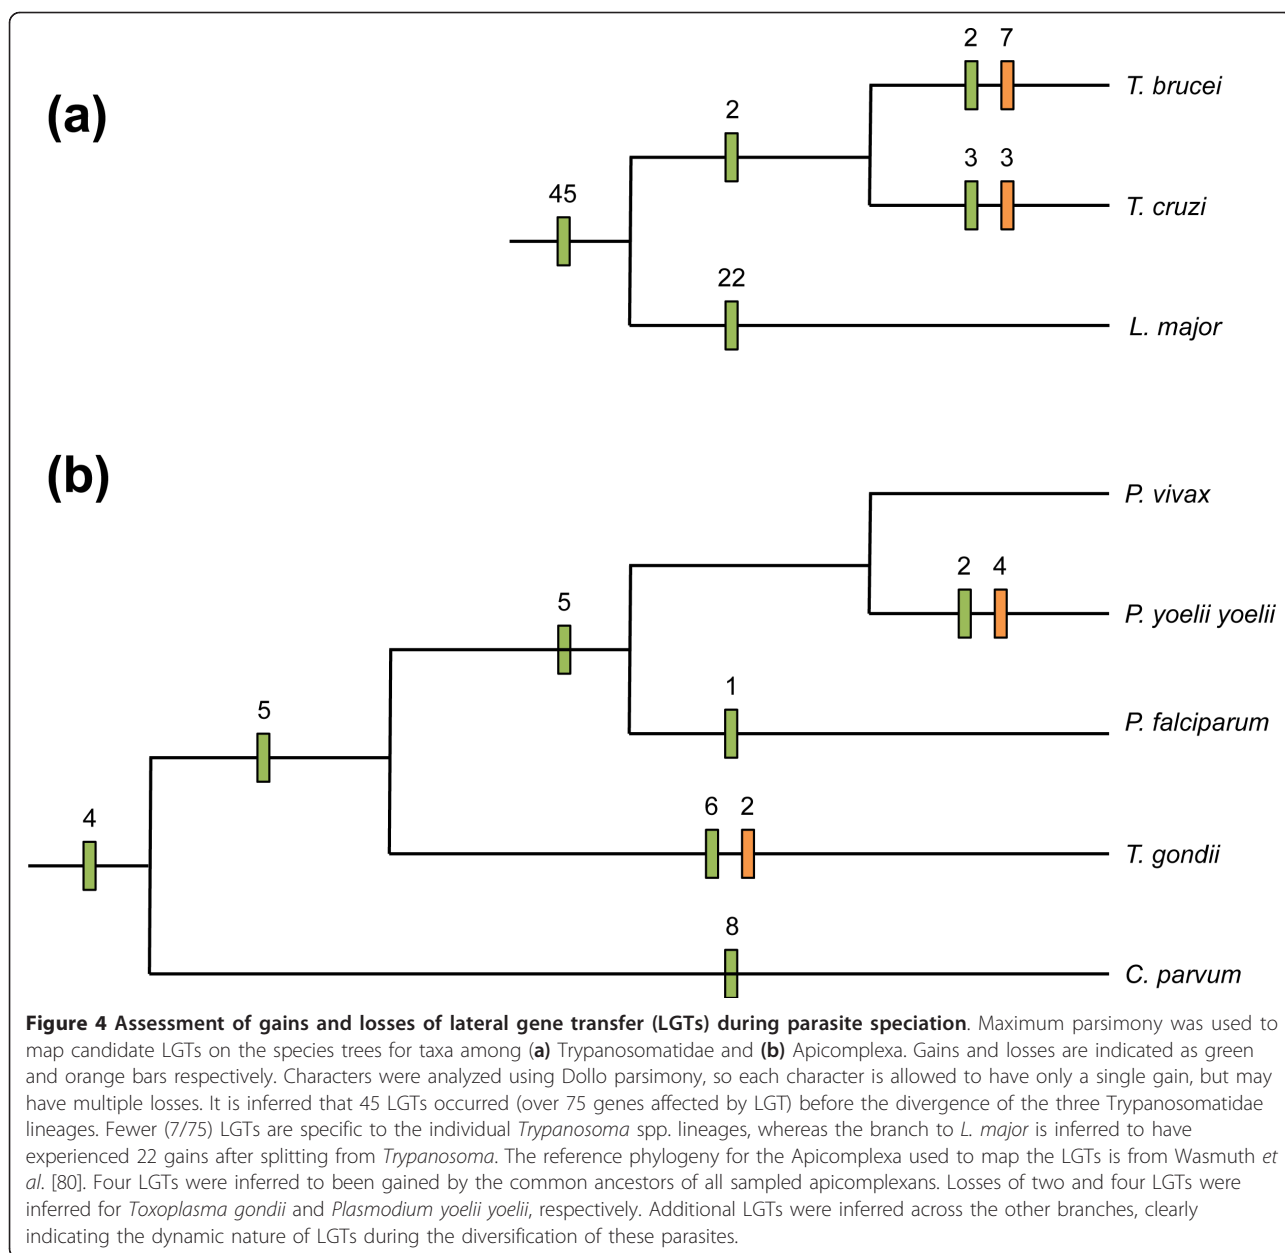 (a)
2 7
T. brucei
2
3 3
T. cruzi
45
22
L. major
(b)
P. vivax
2 4
P. yoelii yoelii
5
1
P. falciparum
5
6 2
T. gondii
4
8
C. parvum
Figure 4 Assessment of gains and losses of lateral gene transfer (LGTs) during parasite speciation. Maximum parsimony was used to
map candidate LGTs on the species trees for taxa among (a) Trypanosomatidae and (b) Apicomplexa. Gains and losses are indicated as green
and orange bars respectively. Characters were analyzed using Dollo parsimony, so each character is allowed to have only a single gain, but may
have multiple losses. It is inferred that 45 LGTs occurred (over 75 genes affected by LGT) before the divergence of the three Trypanosomatidae
lineages. Fewer (7/75) LGTs are specific to the individual Trypanosoma spp. lineages, whereas the branch to L. major is inferred to have
experienced 22 gains after splitting from Trypanosoma. The reference phylogeny for the Apicomplexa used to map the LGTs is from Wasmuth et
al. [80]. Four LGTs were inferred to been gained by the common ancestors of all sampled apicomplexans. Losses of two and four LGTs were
inferred for Toxoplasma gondii and Plasmodium yoelii yoelii, respectively. Additional LGTs were inferred across the other branches, clearly
indicating the dynamic nature of LGTs during the diversification of these parasites.